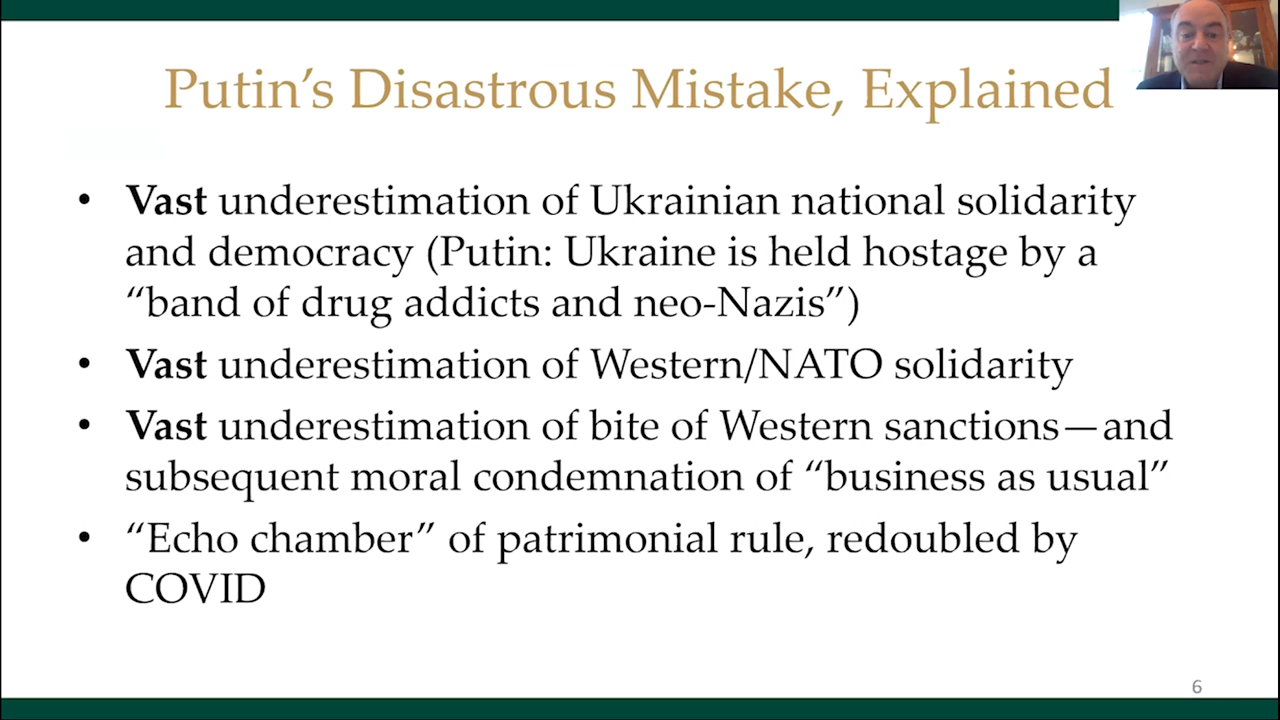 Putin’s Disastrous Mistake, Explained
• Vast underestimation of Ukrainian national solidarity
and democracy (Putin: Ukraine is held hostage by a
“band of drug addicts and neo-Nazis”)
• Vast underestimation of Western/NATO solidarity
• Vast underestimation of bite of Western sanctions—and
subsequent moral condemnation of “business as usual”
• “Echo chamber” of patrimonial rule, redoubled by
COVID
6